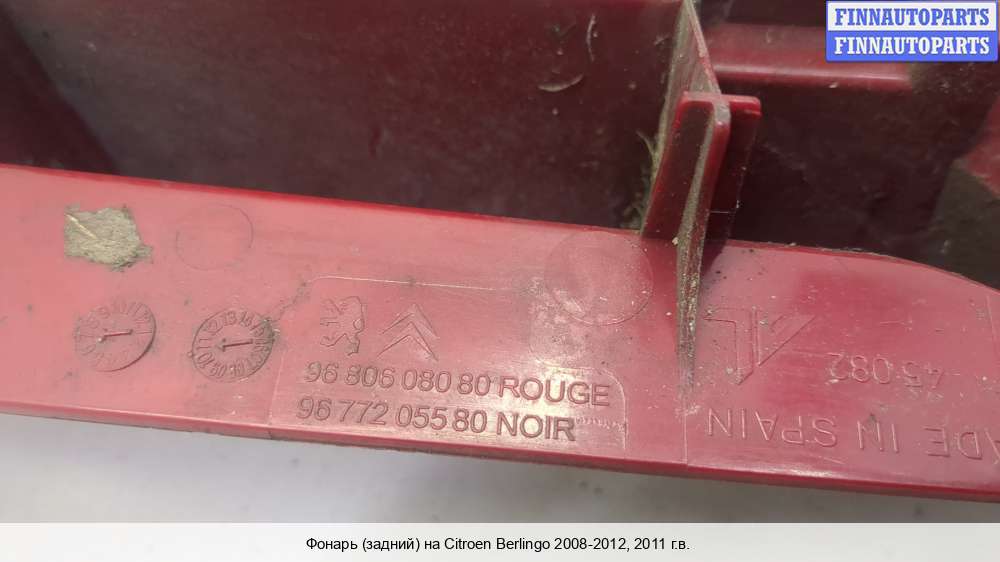 FINNAUTOPARTS
FINNAUTOPARTS
96 806 080 80 ROUGE
96 772 055 80 NOIR
45 082
IN SPAIN
Фонарь (задний) на Citroen Berlingo 2008-2012, 2011 г.в.